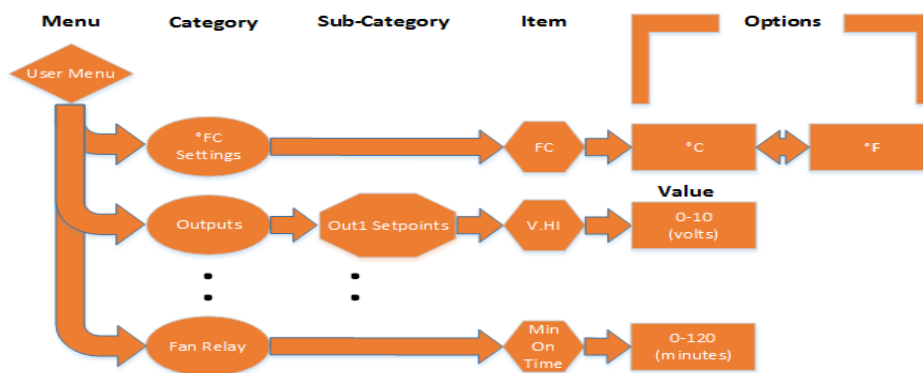 Menu Category Sub-Category Item Options
User Menu
°FC
Settings
FC
°C
°F
Value
Outputs
Out1 Setpoints
V.HI
0-10
(volts)
Fan Relay
Min
On
Time
0-120
(minutes)